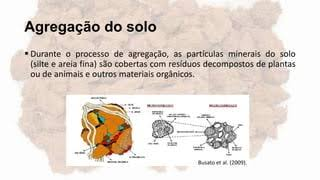 Agregação do solo
▪ Durante o processo de agregação, as partículas minerais do solo
(silte e areia fina) são cobertas com resíduos decompostos de plantas
ou de animais e outros materiais orgânicos.
Busato et al. (2009).